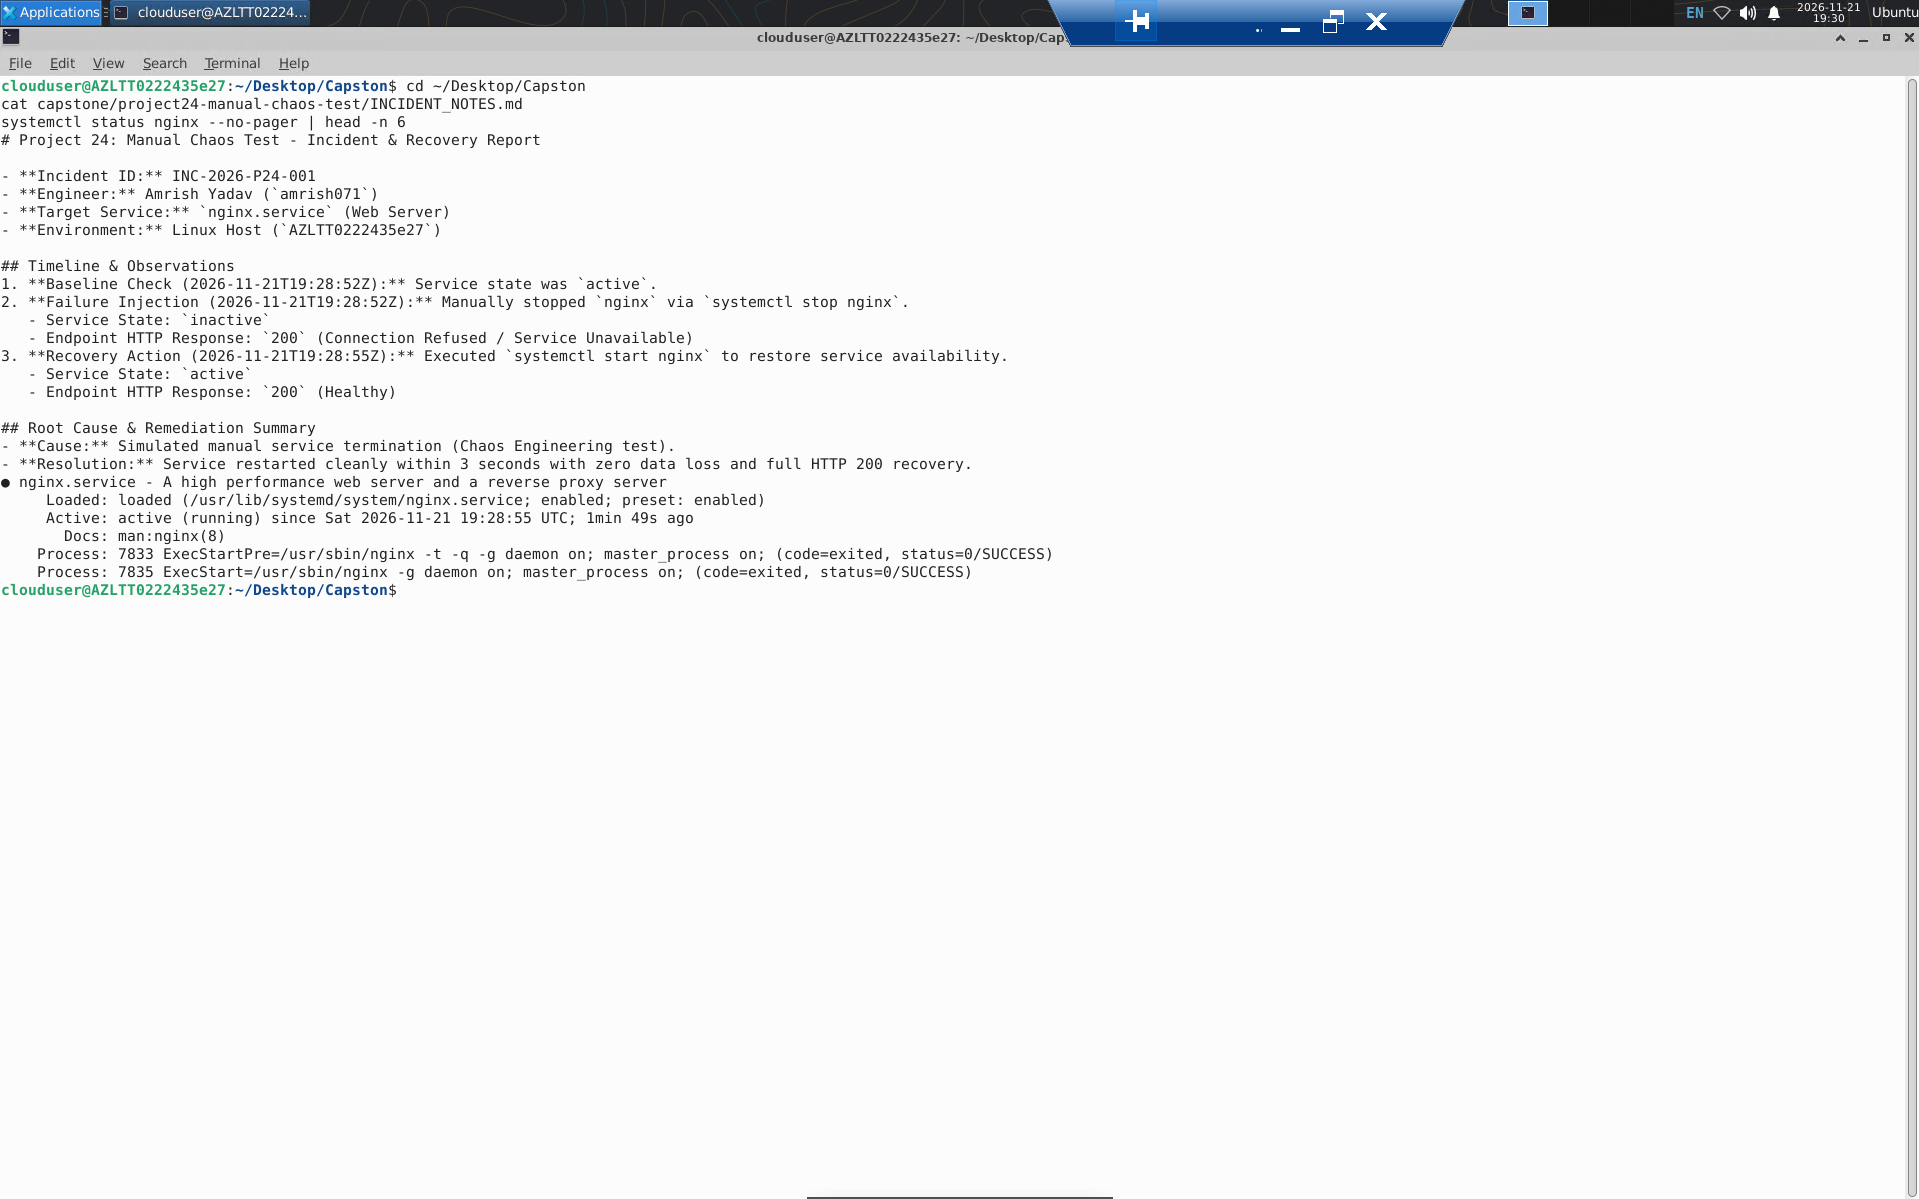 Applications
clouduser@AZLTT02224...
EN
2026-11-21
19:30
Ubuntu
clouduser@AZLTT0222435e27: ~/Desktop/Cap
File Edit View Search Terminal Help
clouduser@AZLTT0222435e27:~/Desktop/Capston$ cd ~/Desktop/Capston
cat capstone/project24-manual-chaos-test/INCIDENT_NOTES.md
systemctl status nginx --no-pager | head -n 6
# Project 24: Manual Chaos Test - Incident & Recovery Report
- **Incident ID:** INC-2026-P24-001
- **Engineer:** Amrish Yadav (`amrish071`)
- **Target Service:** `nginx.service` (Web Server)
- **Environment:** Linux Host (`AZLTT0222435e27`)
## Timeline & Observations
1. **Baseline Check (2026-11-21T19:28:52Z):** Service state was `active`.
2. **Failure Injection (2026-11-21T19:28:52Z):** Manually stopped `nginx` via `systemctl stop nginx`.
- Service State: `inactive`
- Endpoint HTTP Response: `200` (Connection Refused / Service Unavailable)
3. **Recovery Action (2026-11-21T19:28:55Z):** Executed `systemctl start nginx` to restore service availability.
- Service State: `active`
- Endpoint HTTP Response: `200` (Healthy)
## Root Cause & Remediation Summary
- **Cause:** Simulated manual service termination (Chaos Engineering test).
- **Resolution:** Service restarted cleanly within 3 seconds with zero data loss and full HTTP 200 recovery.
● nginx.service - A high performance web server and a reverse proxy server
Loaded: loaded (/usr/lib/systemd/system/nginx.service; enabled; preset: enabled)
Active: active (running) since Sat 2026-11-21 19:28:55 UTC; 1min 49s ago
Docs: man:nginx(8)
Process: 7833 ExecStartPre=/usr/sbin/nginx -t -q -g daemon on; master_process on; (code=exited, status=0/SUCCESS)
Process: 7835 ExecStart=/usr/sbin/nginx -g daemon on; master_process on; (code=exited, status=0/SUCCESS)
clouduser@AZLTT0222435e27:~/Desktop/Capston$